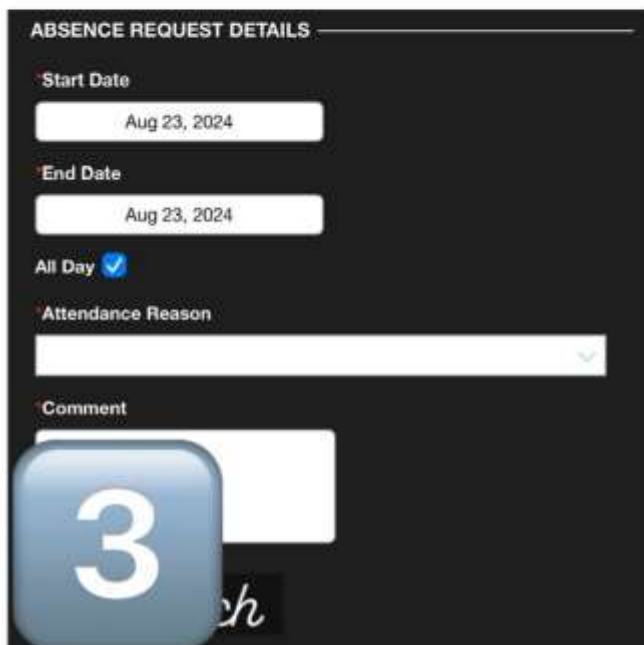 ABSENCE REQUEST DETAILS
*Start Date
Aug 23, 2024
*End Date
Aug 23, 2024
All Day
*Attendance Reason
*Comment
3